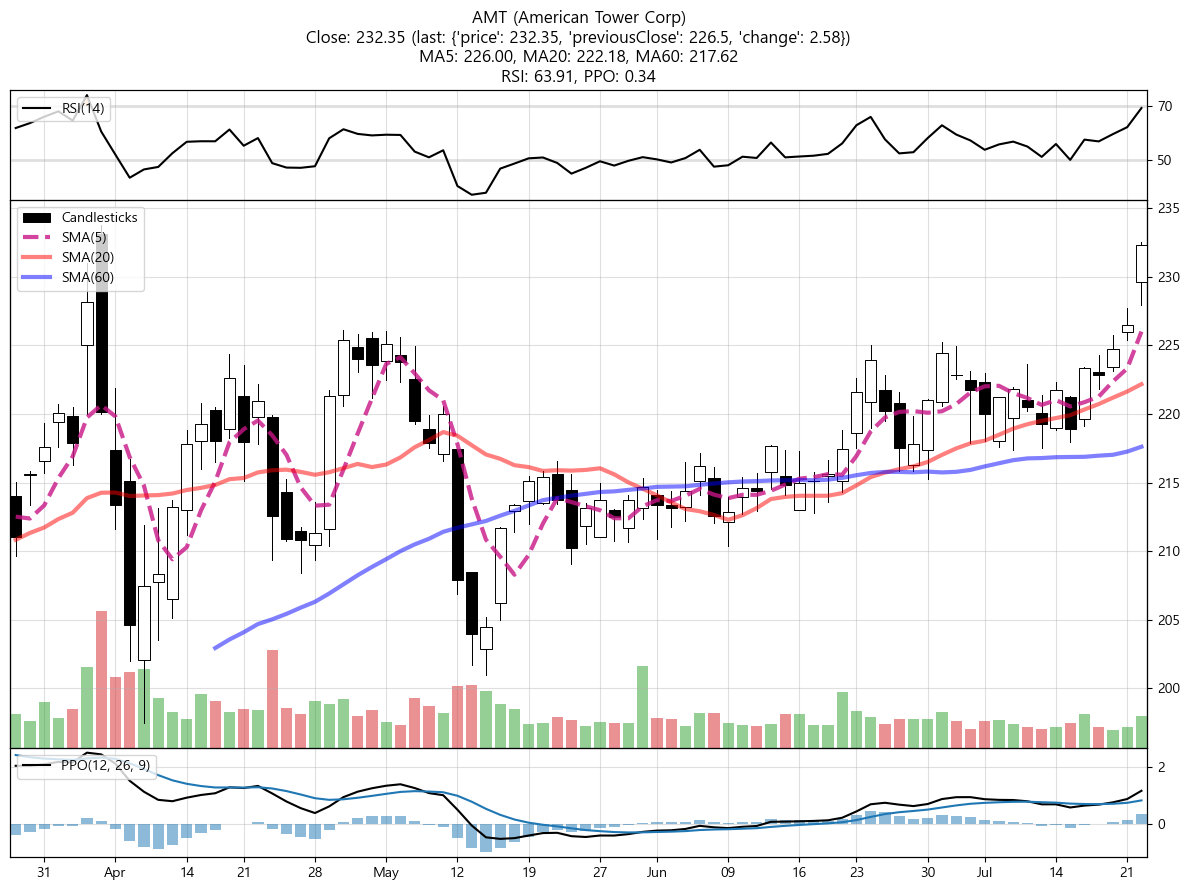 AMT (American Tower Corp)
Close: 232.35 (last: {'price': 232.35, 'previousClose': 226.5, 'change': 2.58})
MA5: 226.00, MA20: 222.18, MA60: 217.62
RSI: 63.91, PPO: 0.34
RSI(14)
70
50
Candlesticks
SMA(5)
SMA(20)
SMA(60)
235
230
225
220
215
210
205
200
PPO(12, 26, 9)
2
0
31 Apr 14 21 28 May 12 19 27 Jun 09 16 23 30 Jul 14 21